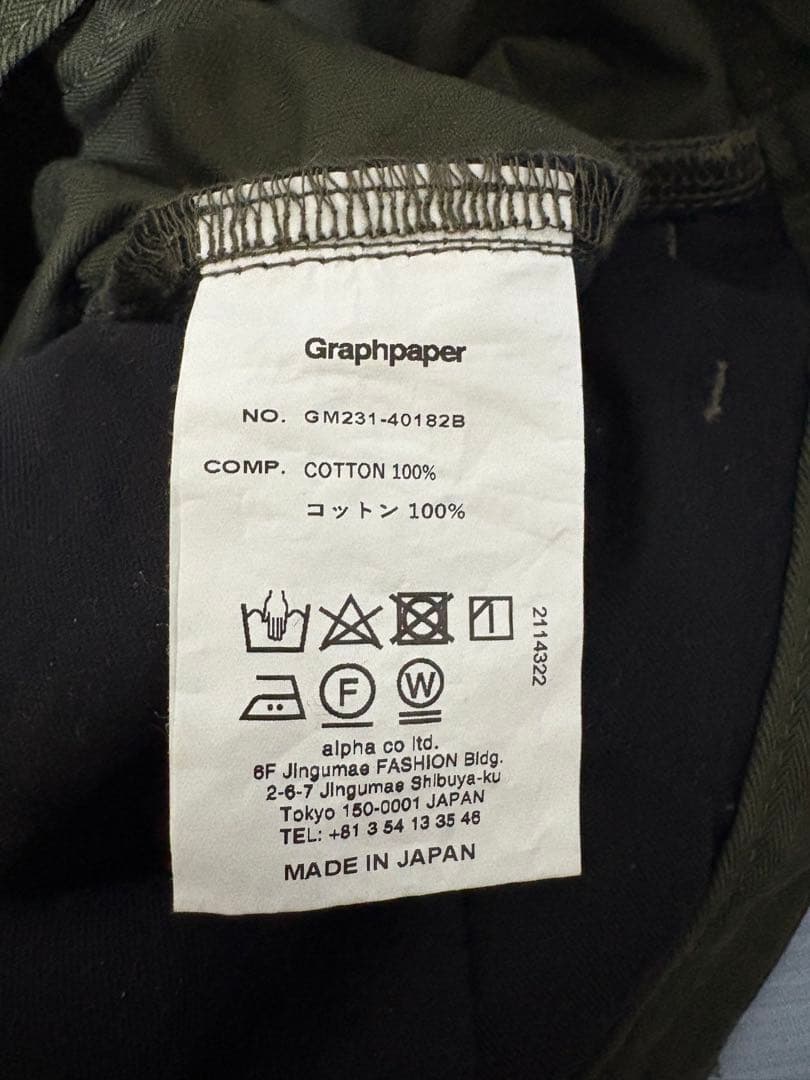 Graphpaper
NO. GM231-40182B
COMP. COTTON 100%
コットン 100%
2114322
F W
alpha co ltd.
6F Jingumae FASHION Bldg.
2-6-7 Jingumae Shibuya-ku
Tokyo 150-0001 JAPAN
TEL: +81 3 54 13 35 46
MADE IN JAPAN